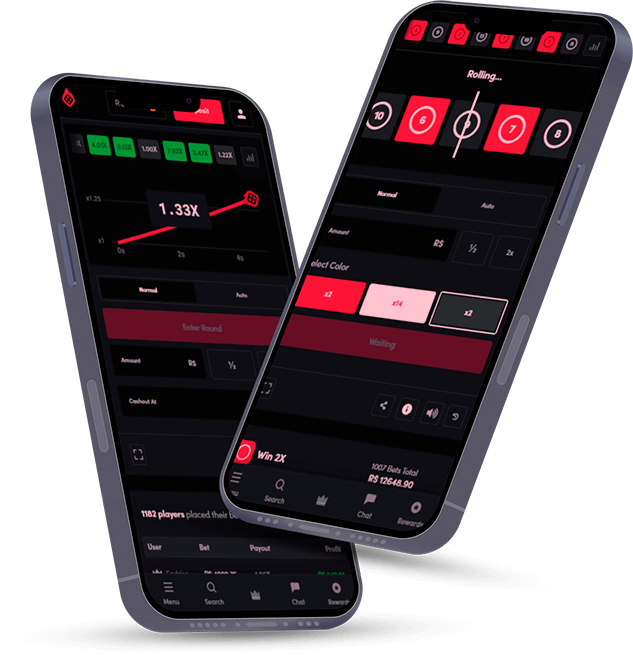 4.01X 3.53X 1.00X 7.92X 2.47X 1.22X
x1.25
1.33X
x1
0s 2s 4s
Normal Auto
Enter Round
Amount R$ ½
Cashout At
1182 players placed their be
User Bet Payout Profit
Menu Search Chat Rewards
Rolling...
10 6 7 8
Normal Auto
Amount R$ ½ 2x
elect Color
x2 x14 x2
Waiting
Win 2X
1007 Bets Total
R$ 12648.90
Search Chat Rewards